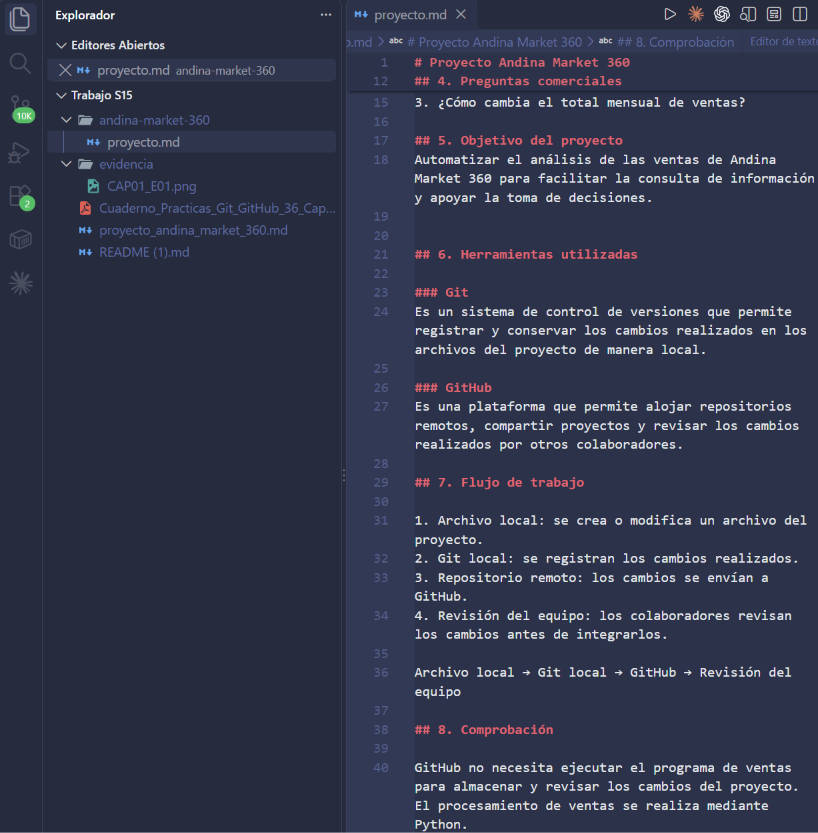 Explorador
···
Editores Abiertos
proyecto.md andina-market-360
Trabajo S15
andina-market-360
proyecto.md
evidencia
CAP01_E01.png
Cuaderno_Practicas_Git_GitHub_36_Cap...
proyecto_andina_market_360.md
README (1).md
10K
2
proyecto.md
o.md > abc # Proyecto Andina Market 360 > abc ## 8. Comprobación
Editor de texto
1 # Proyecto Andina Market 360
12 ## 4. Preguntas comerciales
15 3. ¿Cómo cambia el total mensual de ventas?
16
17 ## 5. Objetivo del proyecto
18 Automatizar el análisis de las ventas de Andina
Market 360 para facilitar la consulta de información
y apoyar la toma de decisiones.
19
20
21 ## 6. Herramientas utilizadas
22
23 ### Git
24 Es un sistema de control de versiones que permite
registrar y conservar los cambios realizados en los
archivos del proyecto de manera local.
25
26 ### GitHub
27 Es una plataforma que permite alojar repositorios
remotos, compartir proyectos y revisar los cambios
realizados por otros colaboradores.
28
29 ## 7. Flujo de trabajo
30
31 1. Archivo local: se crea o modifica un archivo del
proyecto.
32 2. Git local: se registran los cambios realizados.
33 3. Repositorio remoto: los cambios se envían a
GitHub.
34 4. Revisión del equipo: los colaboradores revisan
los cambios antes de integrarlos.
35
36 Archivo local → Git local → GitHub → Revisión del
equipo
37
38 ## 8. Comprobación
39
40 GitHub no necesita ejecutar el programa de ventas
para almacenar y revisar los cambios del proyecto.
El procesamiento de ventas se realiza mediante
Python.